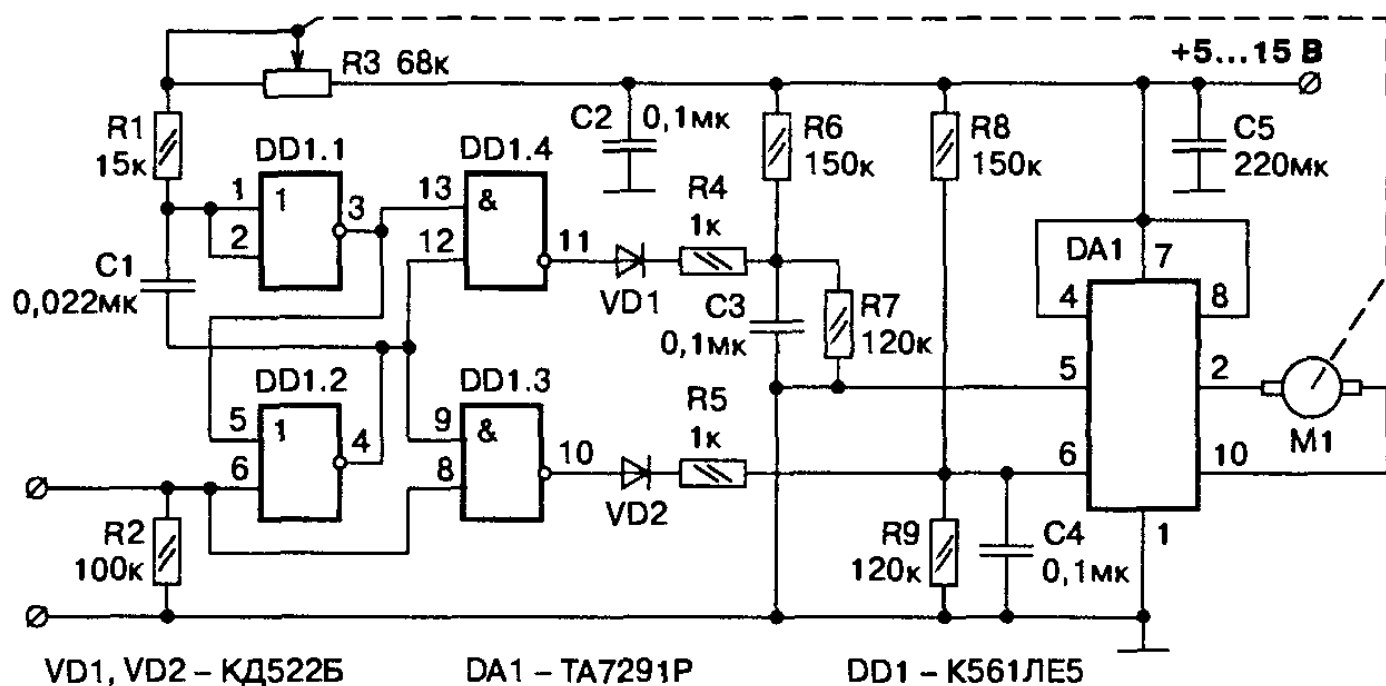 +5...15 В
R3 68к
R1
15к
DD1.1
1
2
1
3
DD1.4
13
12
&
11
C2
0,1мк
R6
150к
R8
150к
C5
220мк
R4
1к
VD1
C1
0,022мк
C3
0,1мк
R7
120к
DA1
7
4
8
5
2
6
10
1
M1
DD1.2
5
6
1
4
DD1.3
9
8
&
10
R5
1к
VD2
R2
100к
R9
120к
C4
0,1мк
VD1, VD2 – КД522Б
DA1 – TA7291P
DD1 – К561ЛЕ5